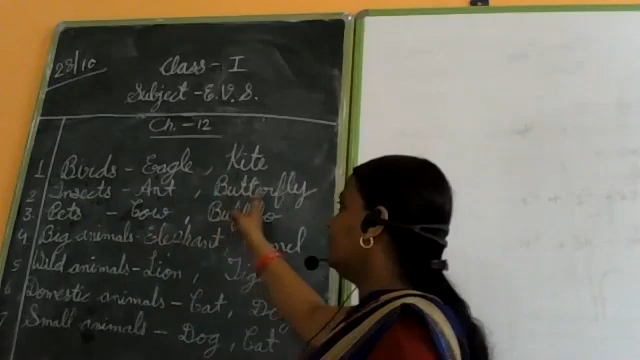 28/10
Class - I
Subject - E.V.S.
Ch. - 12
1 Birds - Eagle, Kite
2 Insects - Ant, Butterfly
3. Pets - Cow,
4 Big animals - Elephant
5 Wild animals - Lion,
6 Domestic animals - Cat,
7 Small animals - Dog, Cat